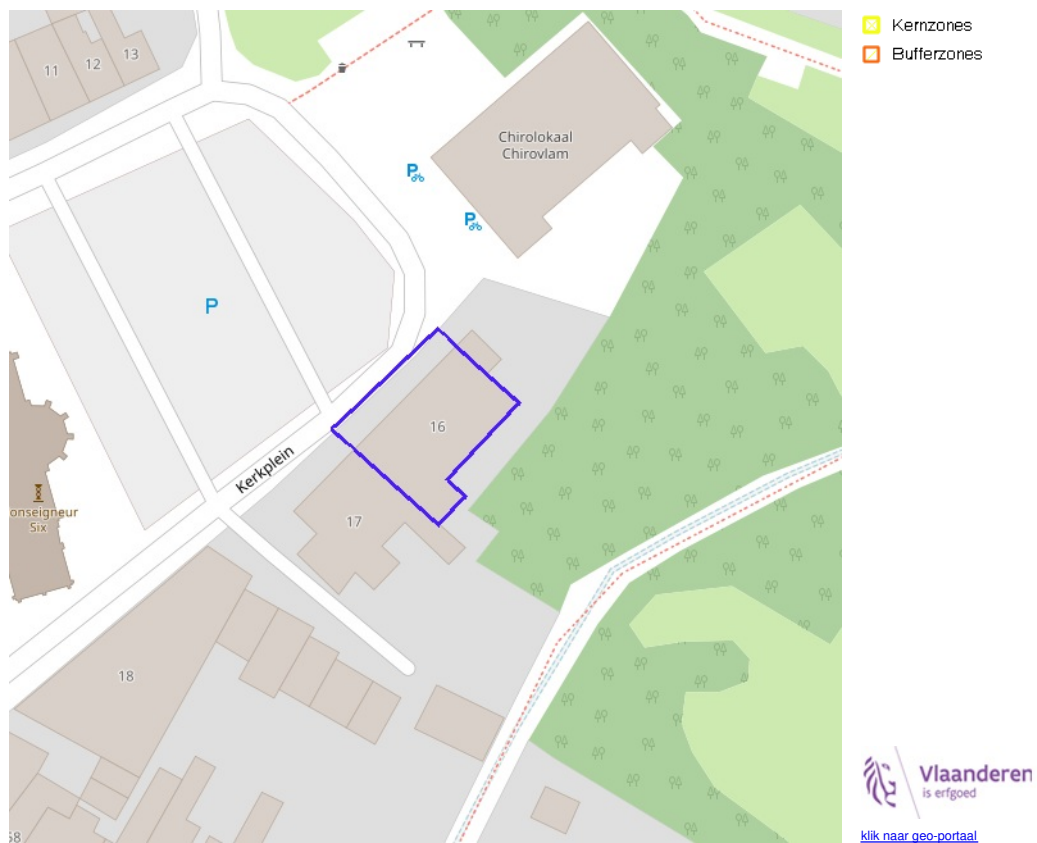 11
12
13
Kernzones
Bufferzones
Chirolokaal
Chirovlam
P
P
P
16
Kerkplein
17
onseigneur
Six
18
58
Vlaanderen
is erfgoed
klik naar geo-portaal